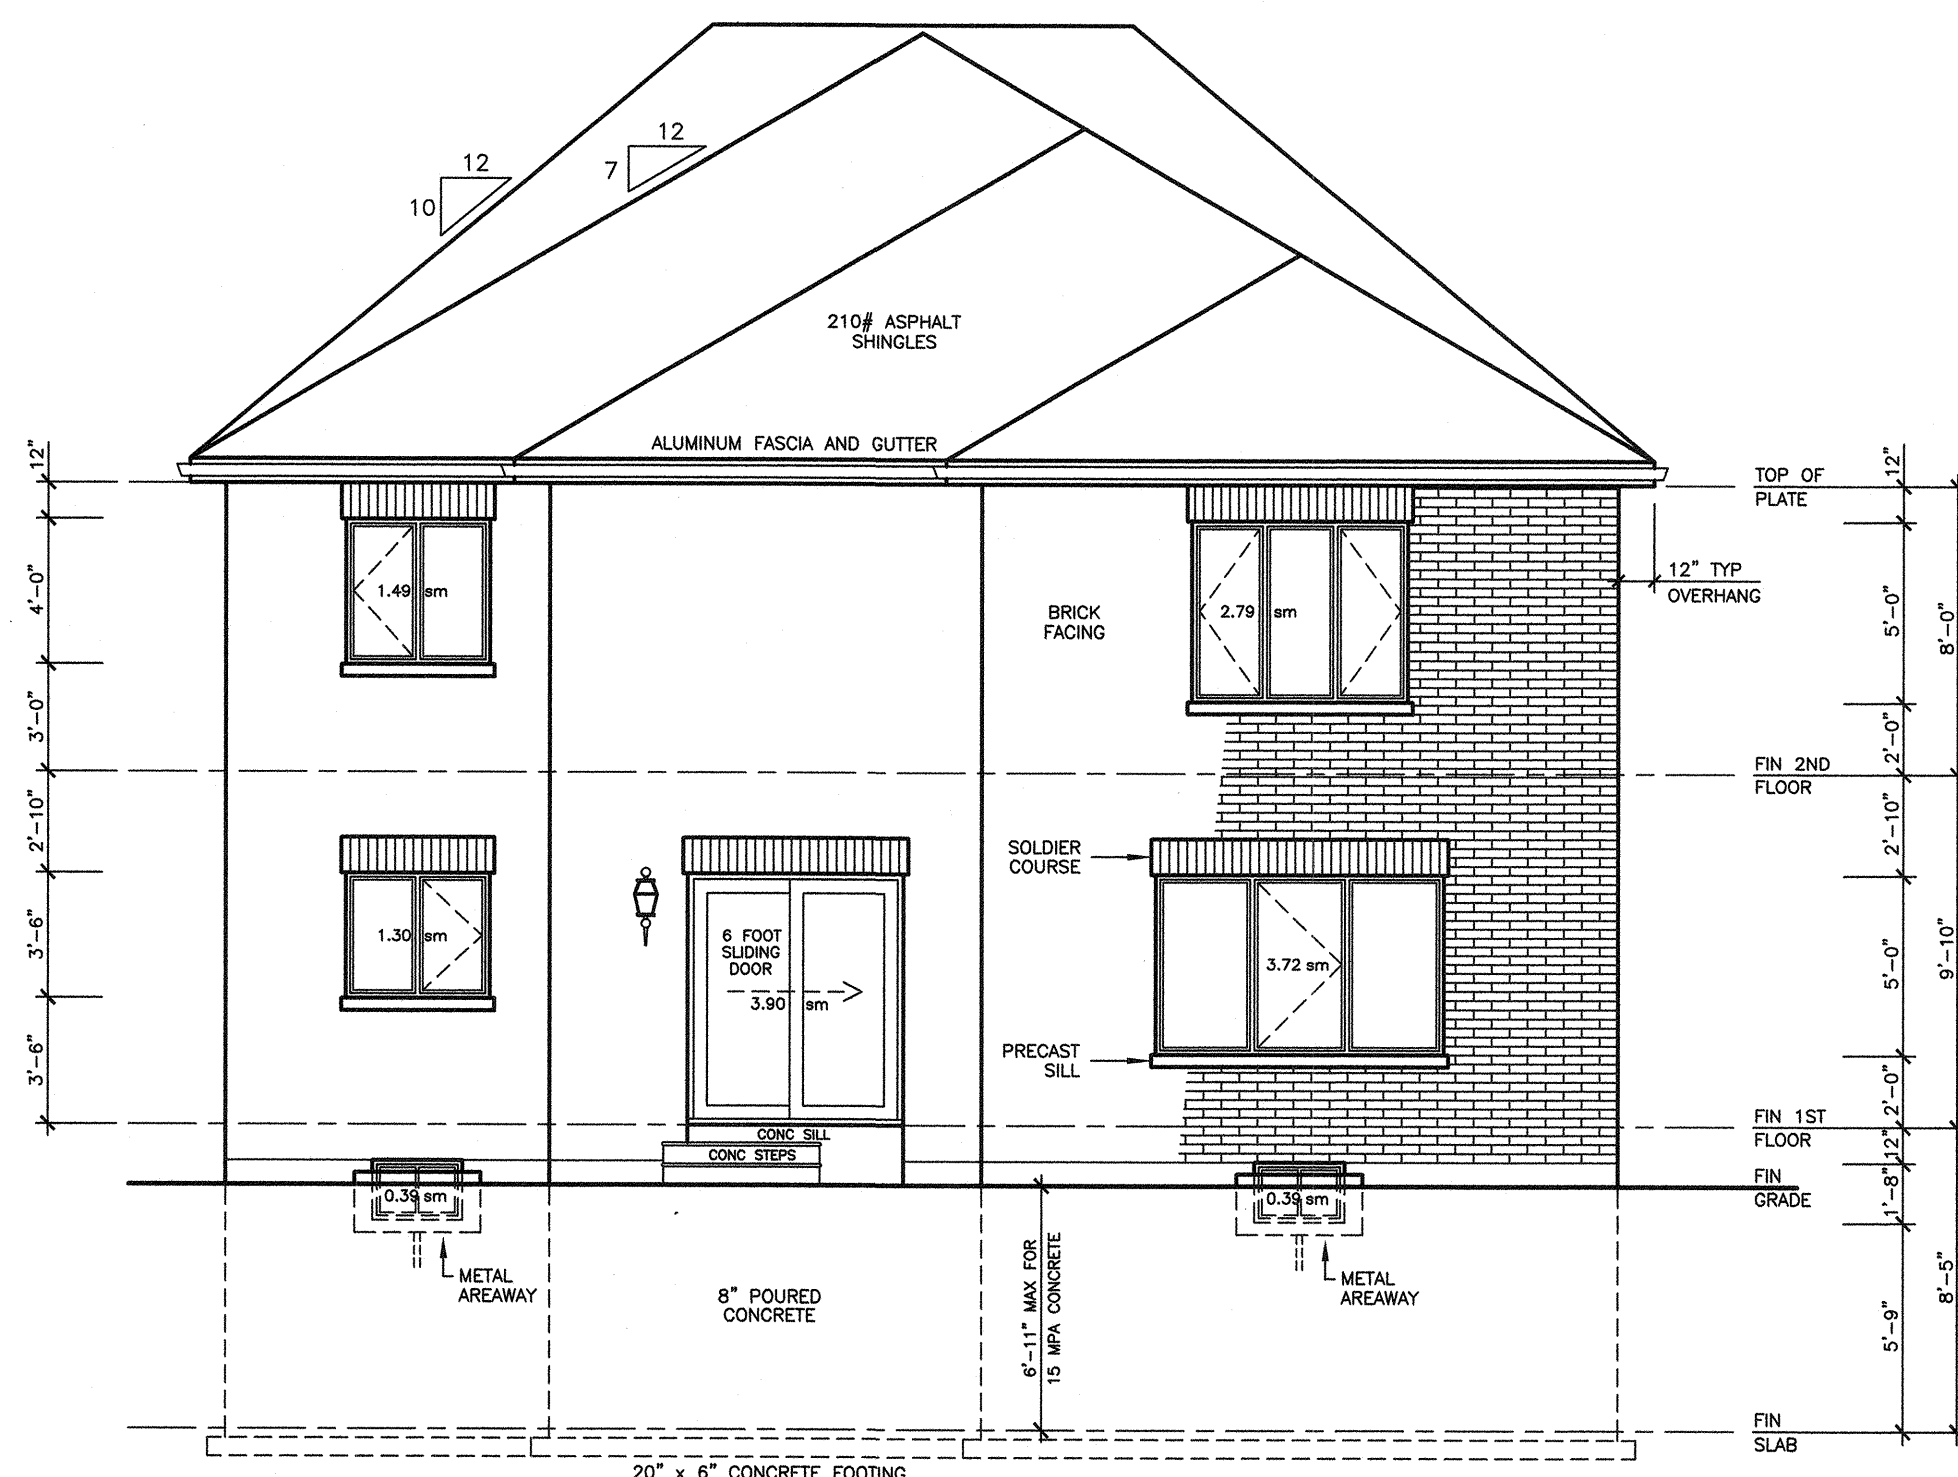 12
7
12
10
210# ASPHALT
SHINGLES
ALUMINUM FASCIA AND GUTTER
12"
4'-0"
3'-0"
2'-10"
3'-6"
3'-6"
1.49 sm
2.79 sm
BRICK
FACING
TOP OF
PLATE
12" TYP
OVERHANG
12"
5'-0"
8'-0"
2'-0"
FIN 2ND
FLOOR
2'-10"
SOLDIER
COURSE
1.30 sm
6 FOOT
SLIDING
DOOR
3.90 sm
3.72 sm
5'-0"
9'-10"
PRECAST
SILL
2'-0"
CONC SILL
CONC STEPS
FIN 1ST
FLOOR
12"
FIN
GRADE
1'-8"
0.39 sm
0.39 sm
METAL
AREAWAY
METAL
AREAWAY
8" POURED
CONCRETE
6'-11" MAX FOR
15 MPA CONCRETE
5'-9"
8'-5"
FIN
SLAB
20" x 6" CONCRETE FOOTING